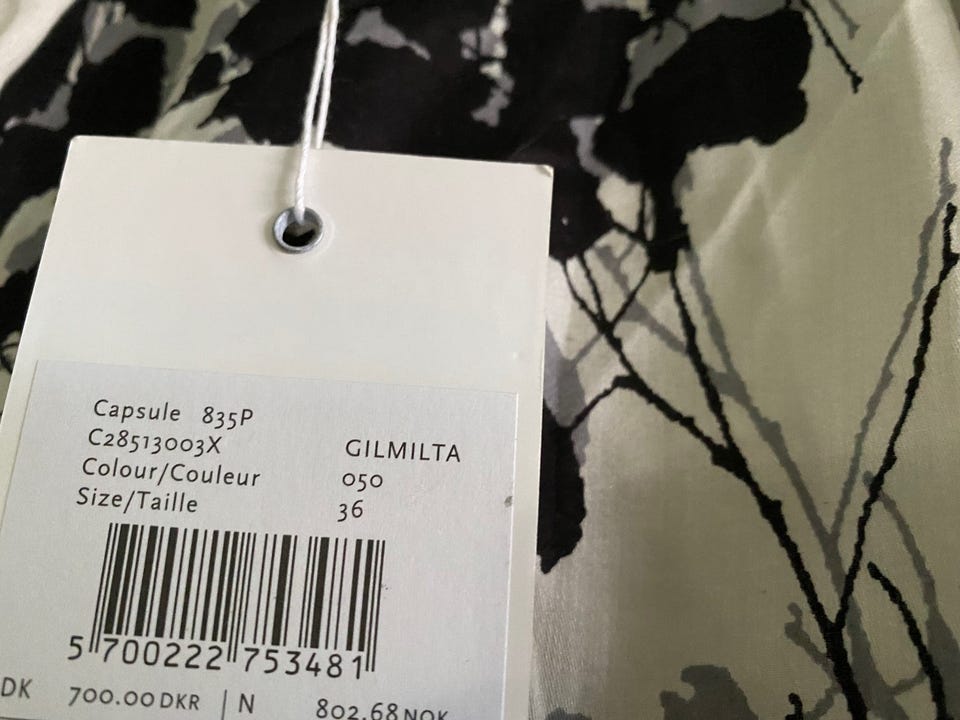 Capsule 835P
C28513003X GILMILTA
Colour/Couleur 050
Size/Taille 36
5 700222 753481
DK 700.00 DKR | N 802.68 NOK